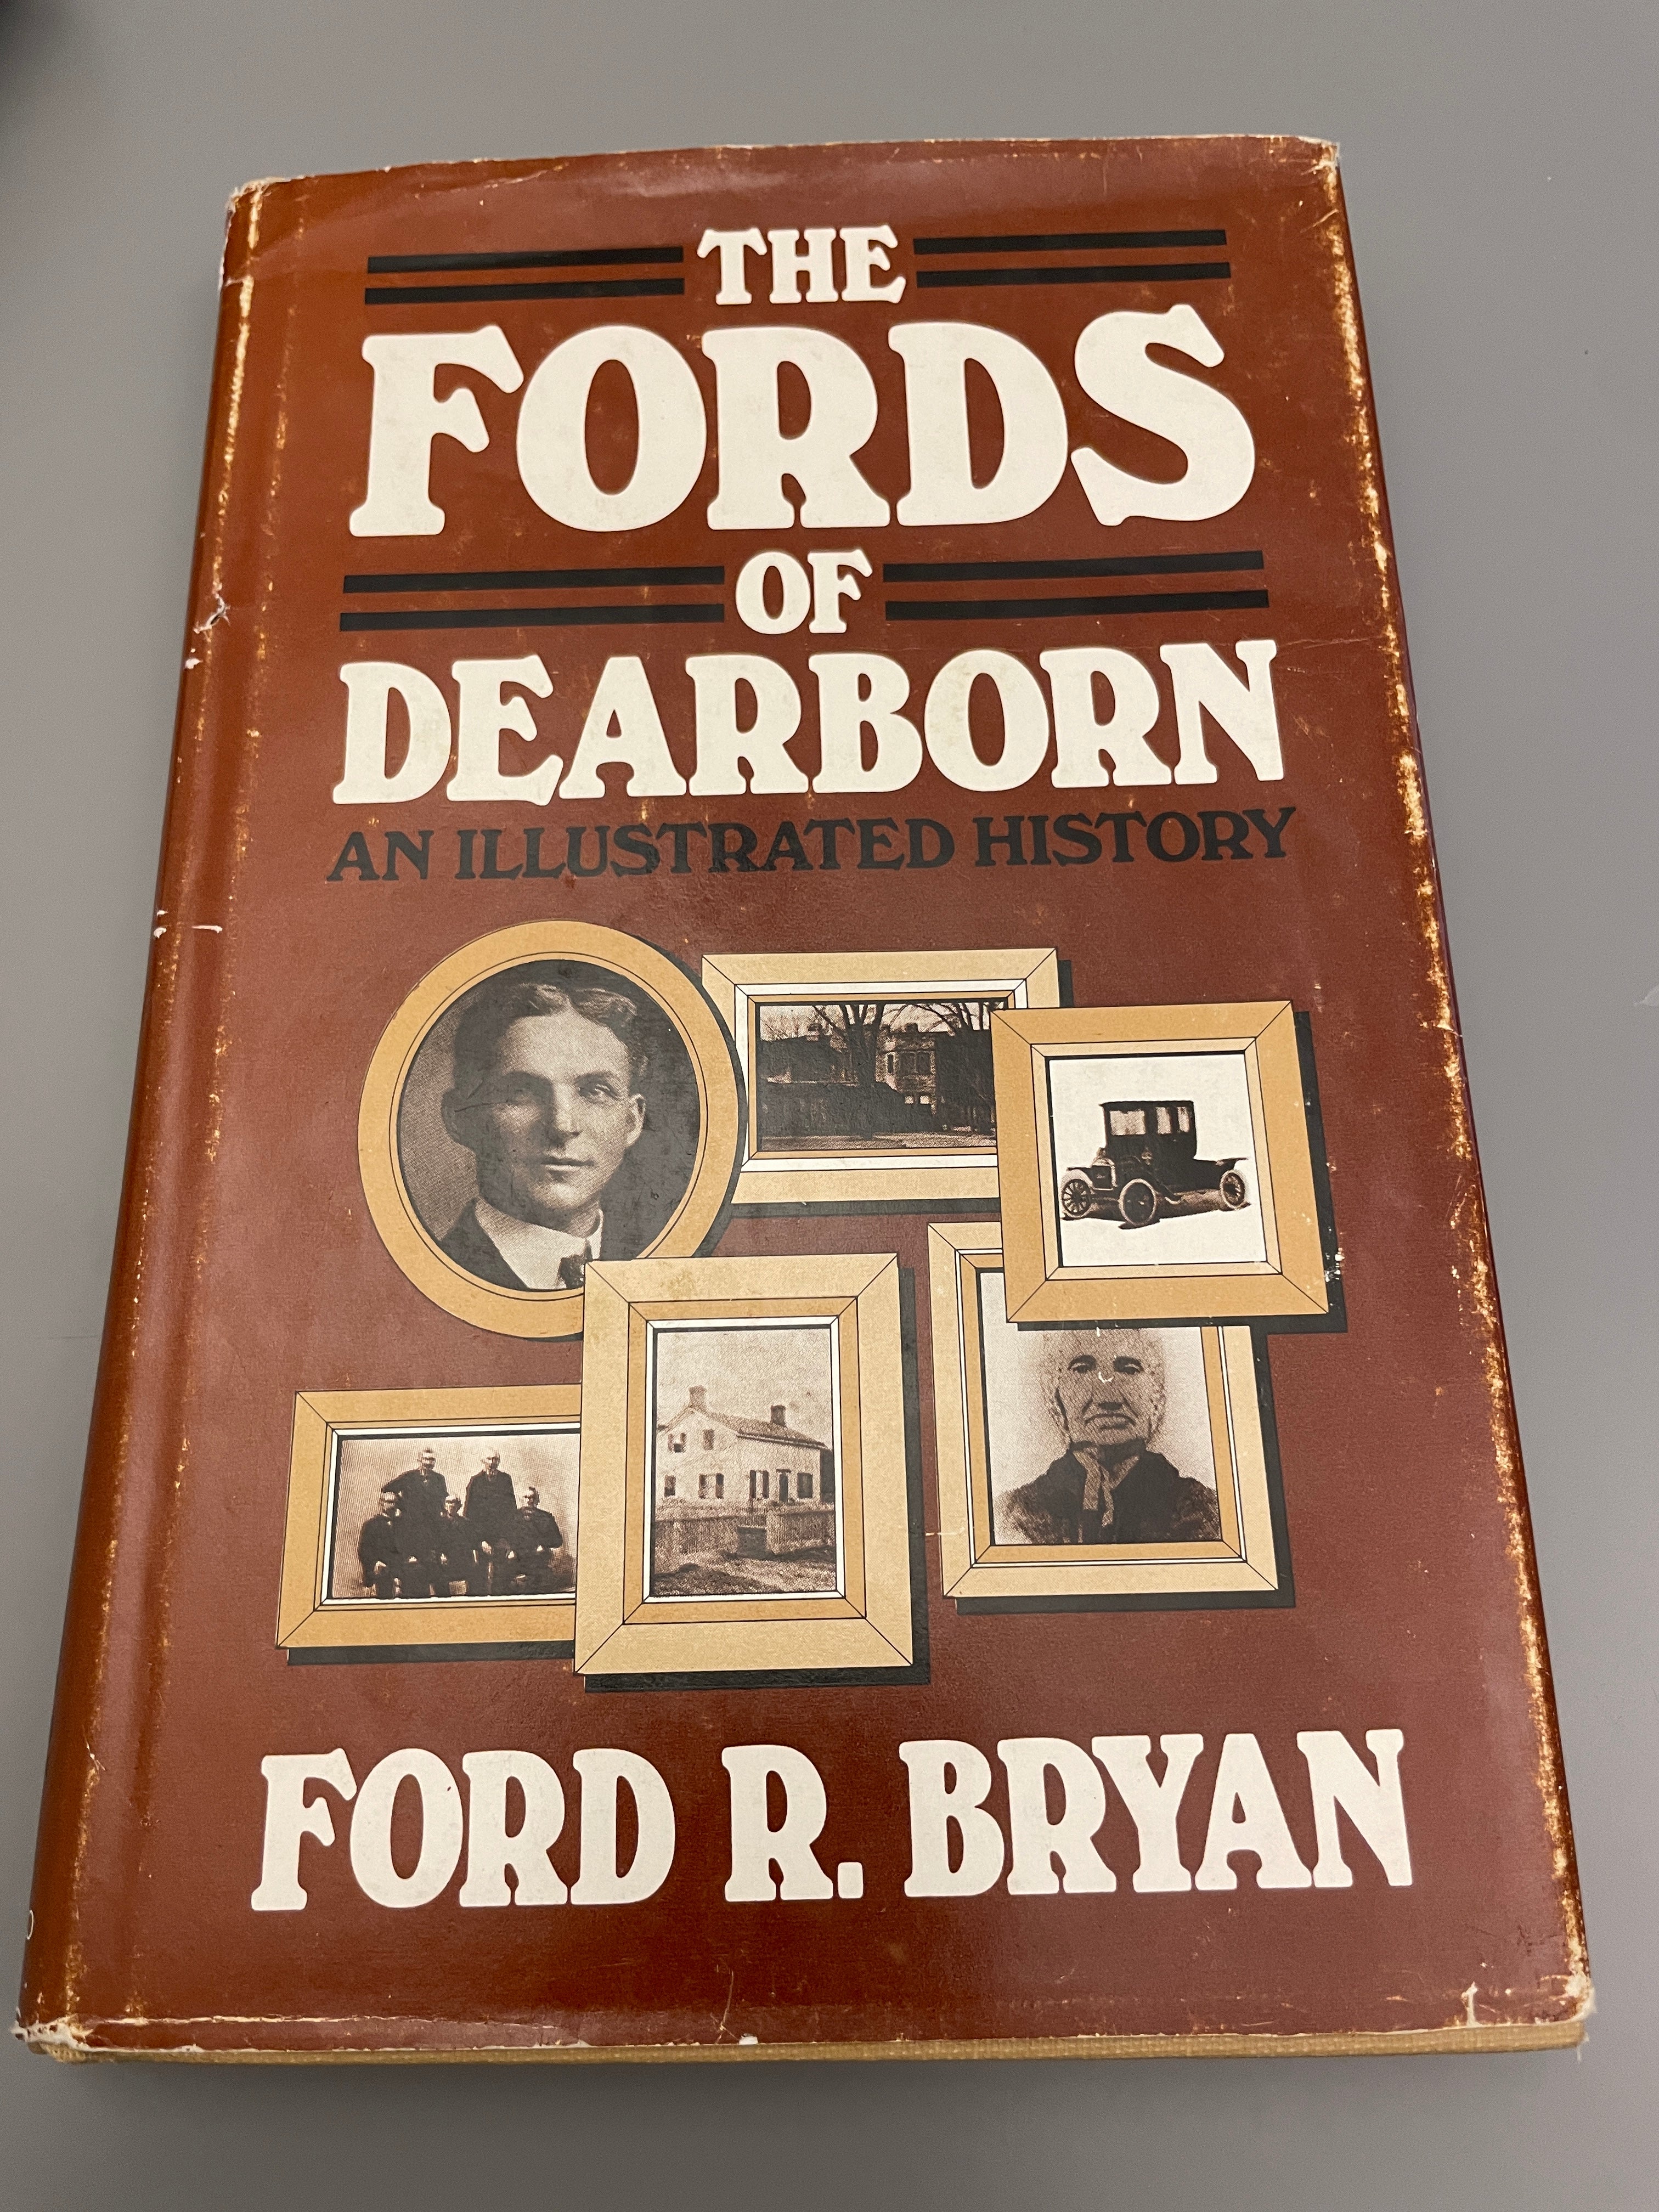 THE
FORDS
OF
DEARBORN
AN ILLUSTRATED HISTORY
FORD R. BRYAN